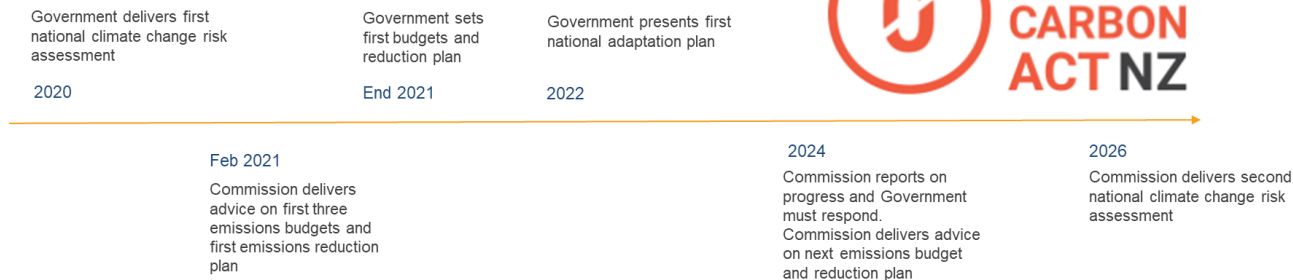 Government delivers first
national climate change risk
assessment
2020
Government sets
first budgets and
reduction plan
End 2021
Government presents first
national adaptation plan
2022
CARBON
ACT NZ
Feb 2021
Commission delivers
advice on first three
emissions budgets and
first emissions reduction
plan
2024
Commission reports on
progress and Government
must respond.
Commission delivers advice
on next emissions budget
and reduction plan
2026
Commission delivers second
national climate change risk
assessment